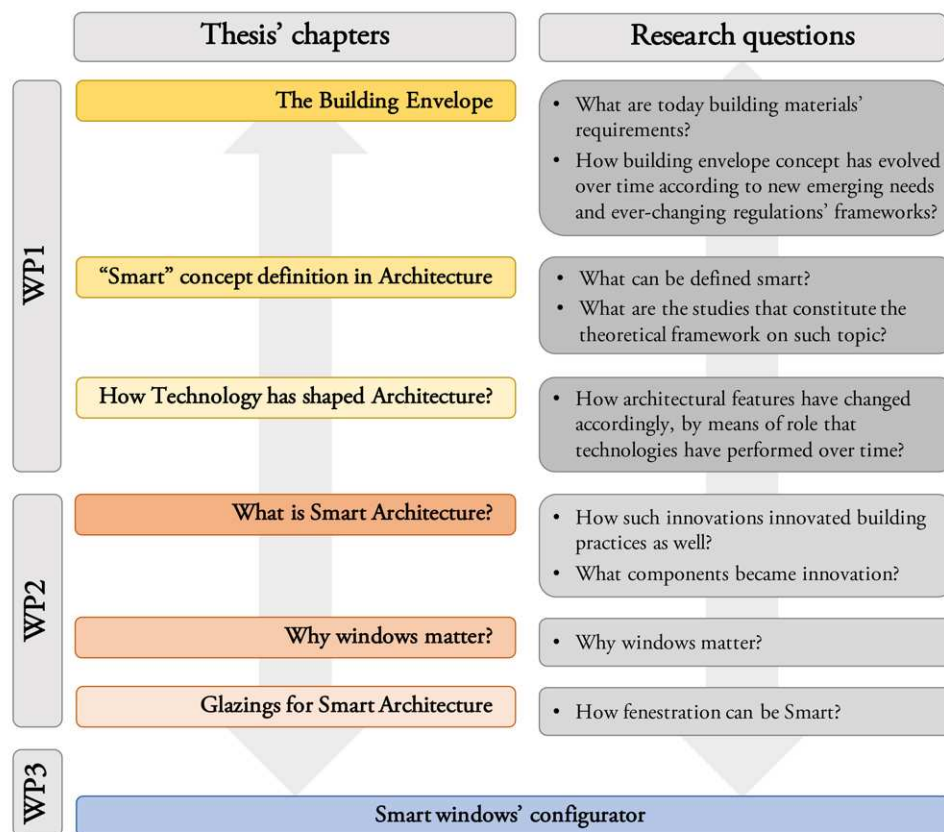 Thesis' chapters
Research questions
WP1
The Building Envelope
• What are today building materials'
requirements?
• How building envelope concept has evolved
over time according to new emerging needs
and ever-changing regulations' frameworks?
"Smart" concept definition in Architecture
• What can be defined smart?
• What are the studies that constitute the
theoretical framework on such topic?
How Technology has shaped Architecture?
• How architectural features have changed
accordingly, by means of role that
technologies have performed over time?
WP2
What is Smart Architecture?
• How such innovations innovated building
practices as well?
• What components became innovation?
Why windows matter?
• Why windows matter?
Glazings for Smart Architecture
• How fenestration can be Smart?
WP3
Smart windows' configurator